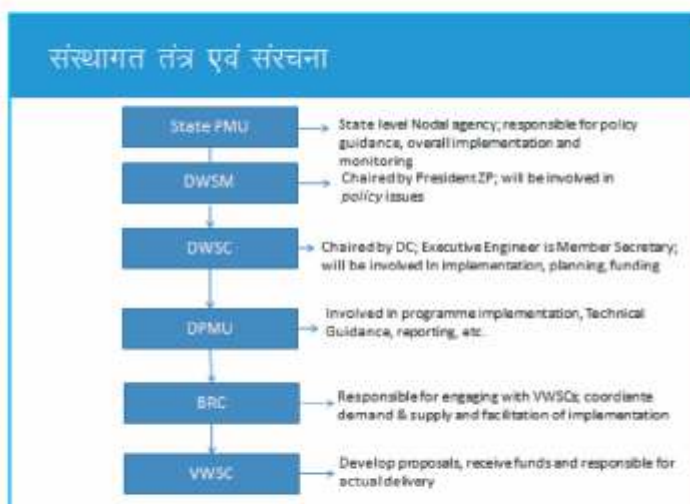 संस्थागत तंत्र एवं संरचना
State PMU
State level Nodal agency; responsible for policy
guidance, overall implementation and
monitoring
DWSM
Chaired by President ZP; will be involved in
policy issues
DWSC
Chaired by DC; Executive Engineer is Member Secretary;
will be involved in implementation, planning, funding
DPMU
Involved in programme implementation, Technical
Guidance, reporting, etc.
BRC
Responsible for engaging with VWSCs; coordiante
demand & supply and facilitation of implementation
VWSC
Develop proposals, receive funds and responsible for
actual delivery